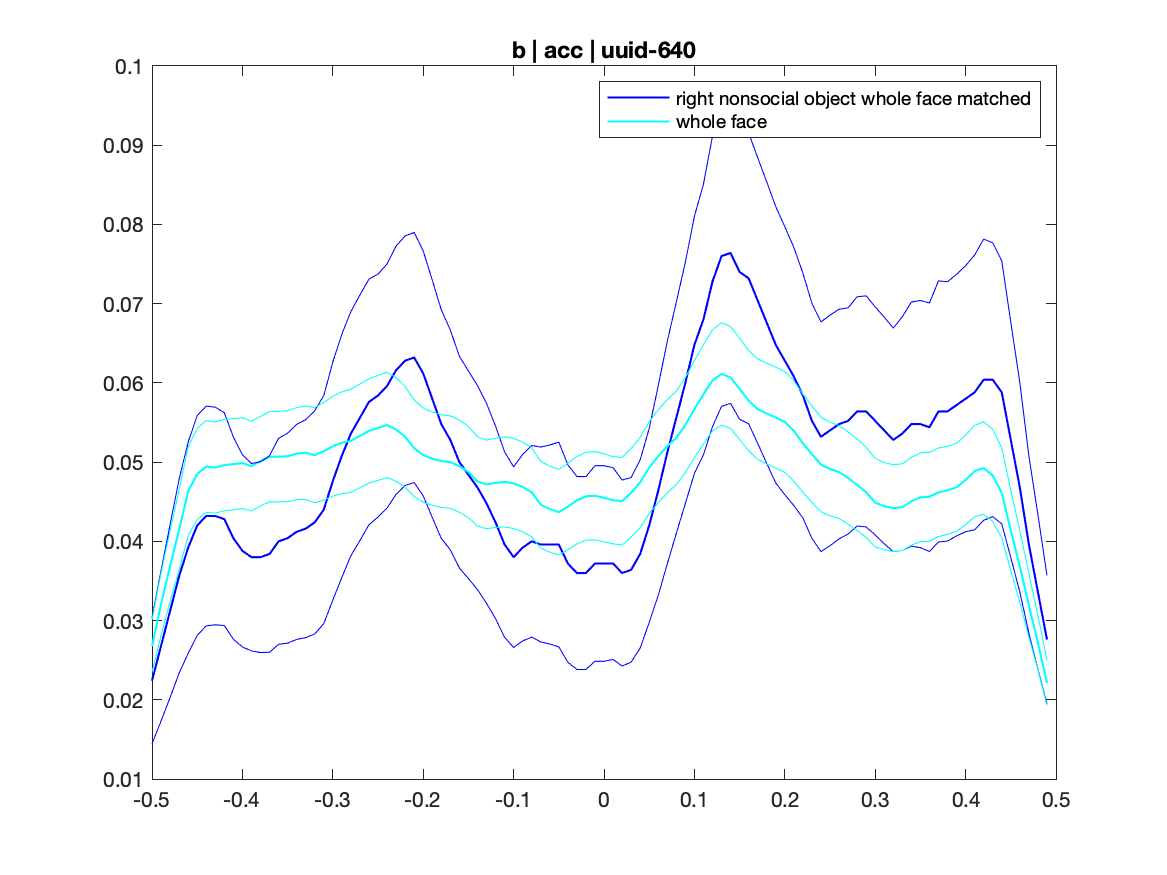 b | acc | uuid-640
right nonsocial object whole face matched
whole face
0.1
0.09
0.08
0.07
0.06
0.05
0.04
0.03
0.02
0.01
-0.5 -0.4 -0.3 -0.2 -0.1 0 0.1 0.2 0.3 0.4 0.5